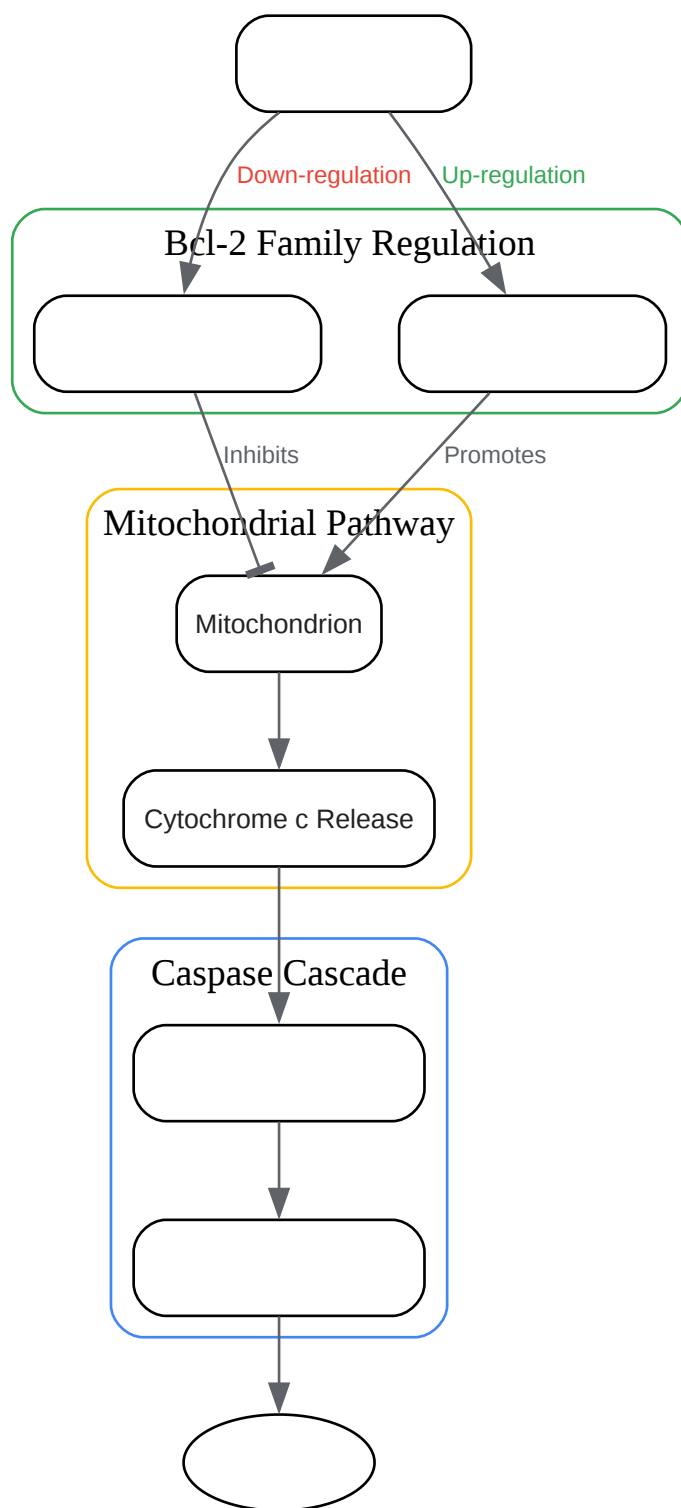 Down-regulation
Up-regulation
Bcl-2 Family Regulation
Inhibits
Promotes
Mitochondrial Pathway
Mitochondrion
Cytochrome c Release
Caspase Cascade